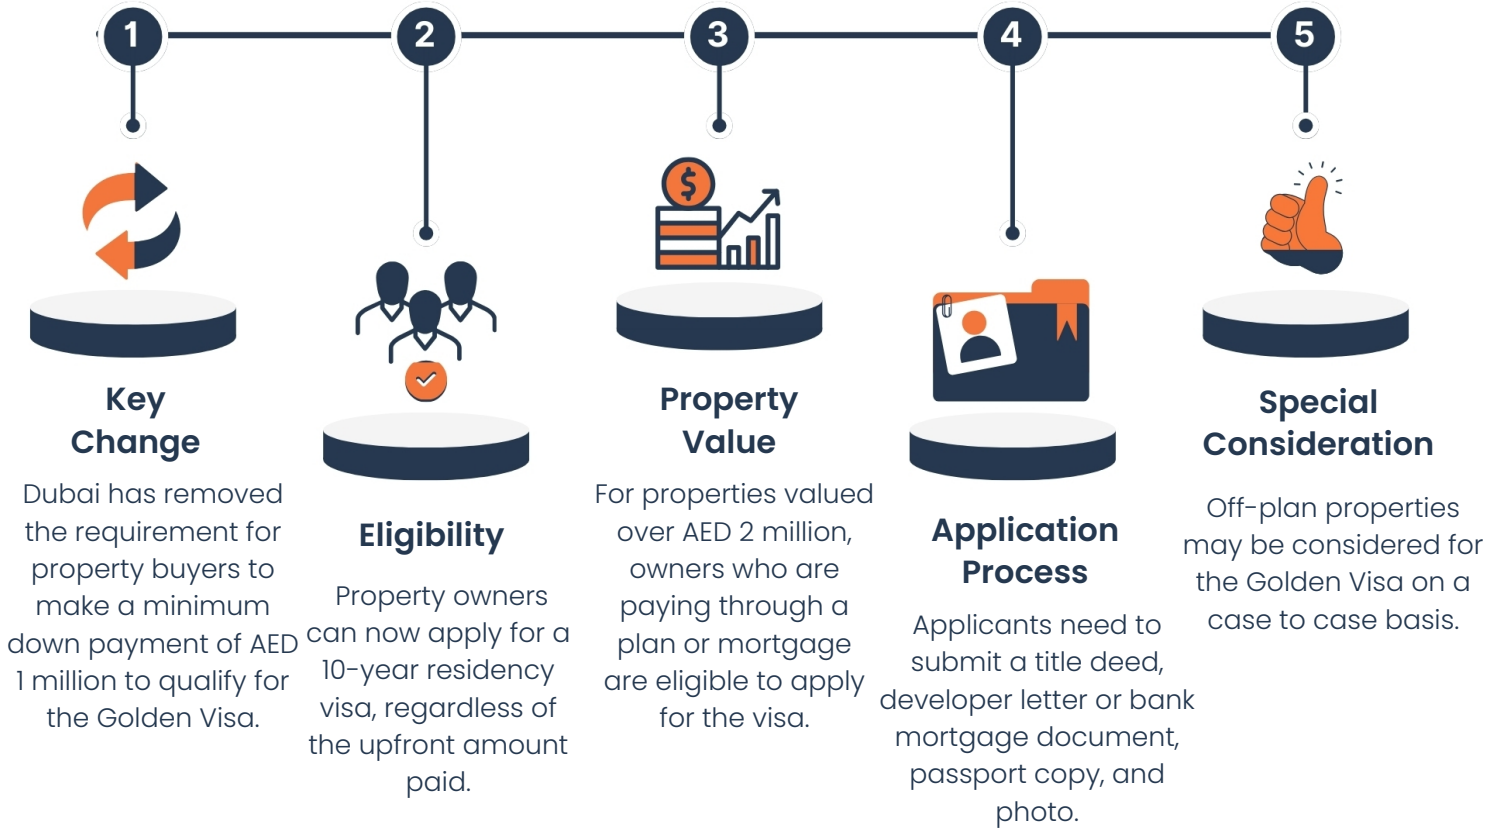 1
2
3
4
5
Key
Change
Dubai has removed
the requirement for
property buyers to
make a minimum
down payment of AED
1 million to qualify for
the Golden Visa.
Eligibility
Property owners
can now apply for a
10-year residency
visa, regardless of
the upfront amount
paid.
$
Property
Value
For properties valued
over AED 2 million,
owners who are
paying through a
plan or mortgage
are eligible to apply
for the visa.
Application
Process
Applicants need to
submit a title deed,
developer letter or bank
mortgage document,
passport copy, and
photo.
Special
Consideration
Off-plan properties
may be considered for
the Golden Visa on a
case to case basis.